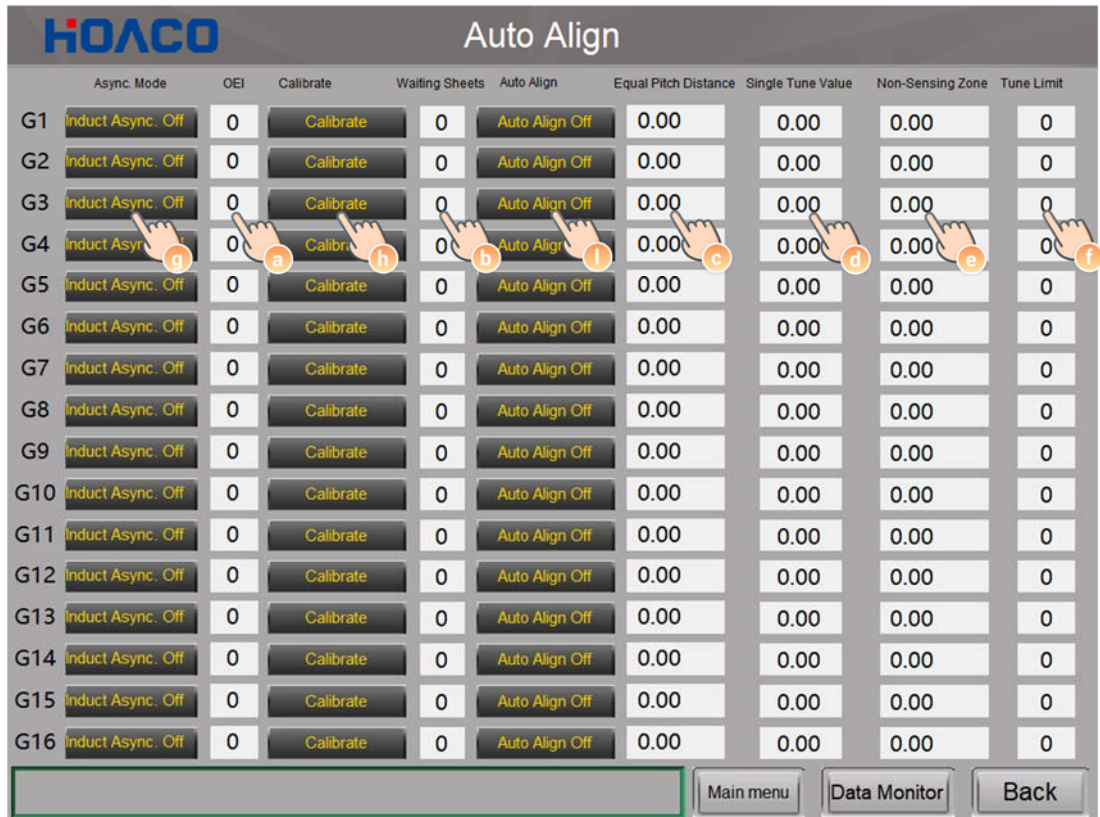 HOACO Auto Align
Async. Mode OEI Calibrate Waiting Sheets Auto Align Equal Pitch Distance Single Tune Value Non-Sensing Zone Tune Limit
G1 Induct Async. Off 0 Calibrate 0 Auto Align Off 0.00 0.00 0.00 0
G2 Induct Async. Off 0 Calibrate 0 Auto Align Off 0.00 0.00 0.00 0
G3 Induct Async. Off 0 Calibrate 0 Auto Align Off 0.00 0.00 0.00 0
G4 Induct 0 0 Auto 0.00 0.00 0.00 0
g a h b l c d e f
G5 Induct Async. Off 0 Calibrate 0 Auto Align Off 0.00 0.00 0.00 0
G6 Induct Async. Off 0 Calibrate 0 Auto Align Off 0.00 0.00 0.00 0
G7 Induct Async. Off 0 Calibrate 0 Auto Align Off 0.00 0.00 0.00 0
G8 Induct Async. Off 0 Calibrate 0 Auto Align Off 0.00 0.00 0.00 0
G9 Induct Async. Off 0 Calibrate 0 Auto Align Off 0.00 0.00 0.00 0
G10 Induct Async. Off 0 Calibrate 0 Auto Align Off 0.00 0.00 0.00 0
G11 Induct Async. Off 0 Calibrate 0 Auto Align Off 0.00 0.00 0.00 0
G12 Induct Async. Off 0 Calibrate 0 Auto Align Off 0.00 0.00 0.00 0
G13 Induct Async. Off 0 Calibrate 0 Auto Align Off 0.00 0.00 0.00 0
G14 Induct Async. Off 0 Calibrate 0 Auto Align Off 0.00 0.00 0.00 0
G15 Induct Async. Off 0 Calibrate 0 Auto Align Off 0.00 0.00 0.00 0
G16 Induct Async. Off 0 Calibrate 0 Auto Align Off 0.00 0.00 0.00 0
Main menu Data Monitor Back